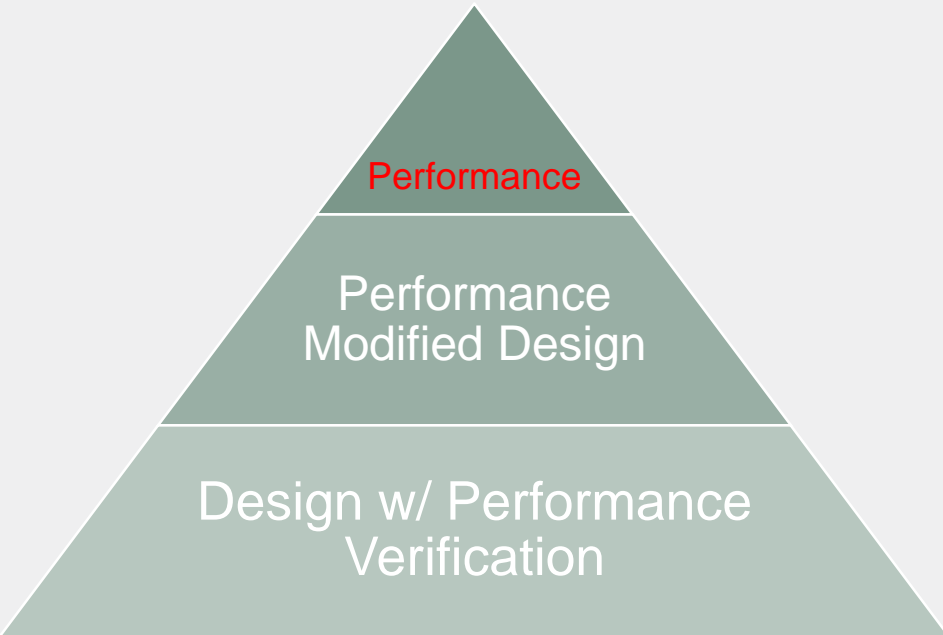 Performance
Performance
Modified Design
Design w/ Performance
Verification